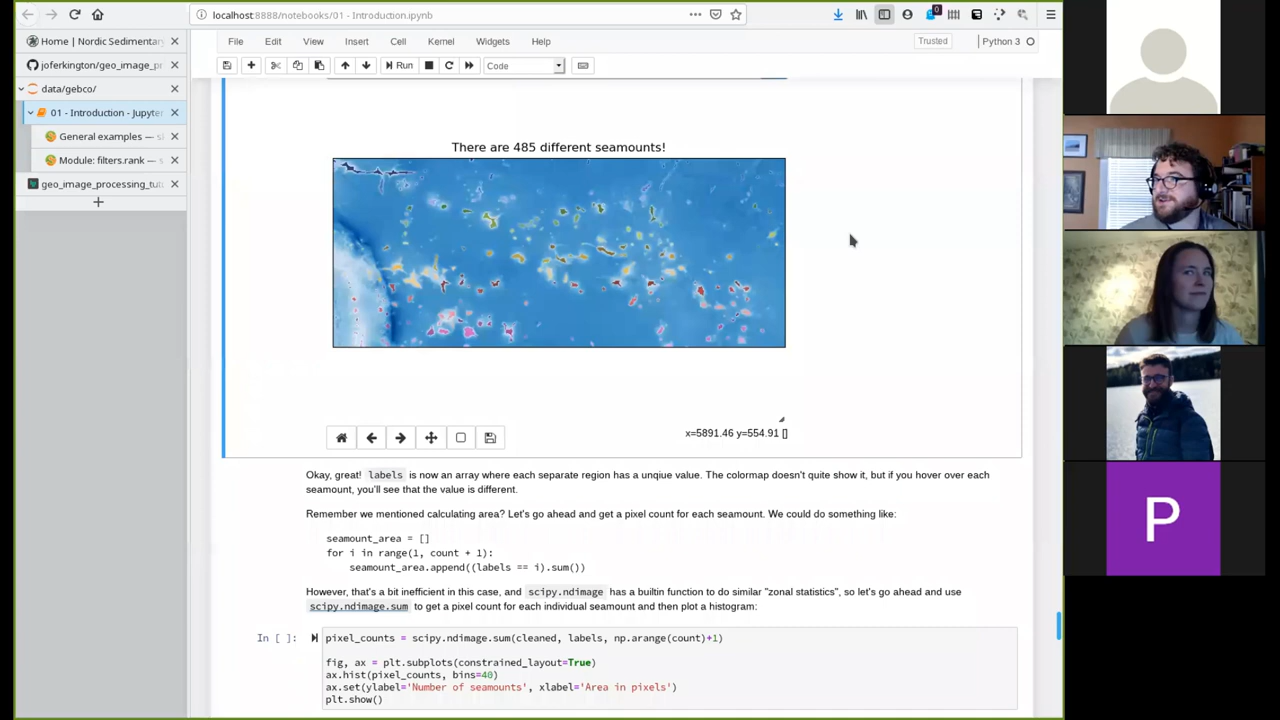 localhost:8888/notebooks/01 - Introduction.ipynb
0
Home | Nordic Sedimentar
joferkington/geo_image_pr
data/gebco/
01 - Introduction - Jupyter
General examples — s
Module: filters.rank — s
geo_image_processing_tuto
File Edit View Insert Cell Kernel Widgets Help
Trusted
Python 3
Run
Code
There are 485 different seamounts!
x=5891.46 y=554.91 []
Okay, great! labels is now an array where each separate region has a unqiue value. The colormap doesn't quite show it, but if you hover over each
seamount, you'll see that the value is different.
Remember we mentioned calculating area? Let's go ahead and get a pixel count for each seamount. We could do something like:
seamount_area = []
for i in range(1, count + 1):
seamount_area.append((labels == i).sum())
However, that's a bit inefficient in this case, and scipy.ndimage has a builtin function to do similar "zonal statistics", so let's go ahead and use
scipy.ndimage.sum to get a pixel count for each individual seamount and then plot a histogram:
In [ ]:
pixel_counts = scipy.ndimage.sum(cleaned, labels, np.arange(count)+1)
fig, ax = plt.subplots(constrained_layout=True)
ax.hist(pixel_counts, bins=40)
ax.set(ylabel='Number of seamounts', xlabel='Area in pixels')
plt.show()
P